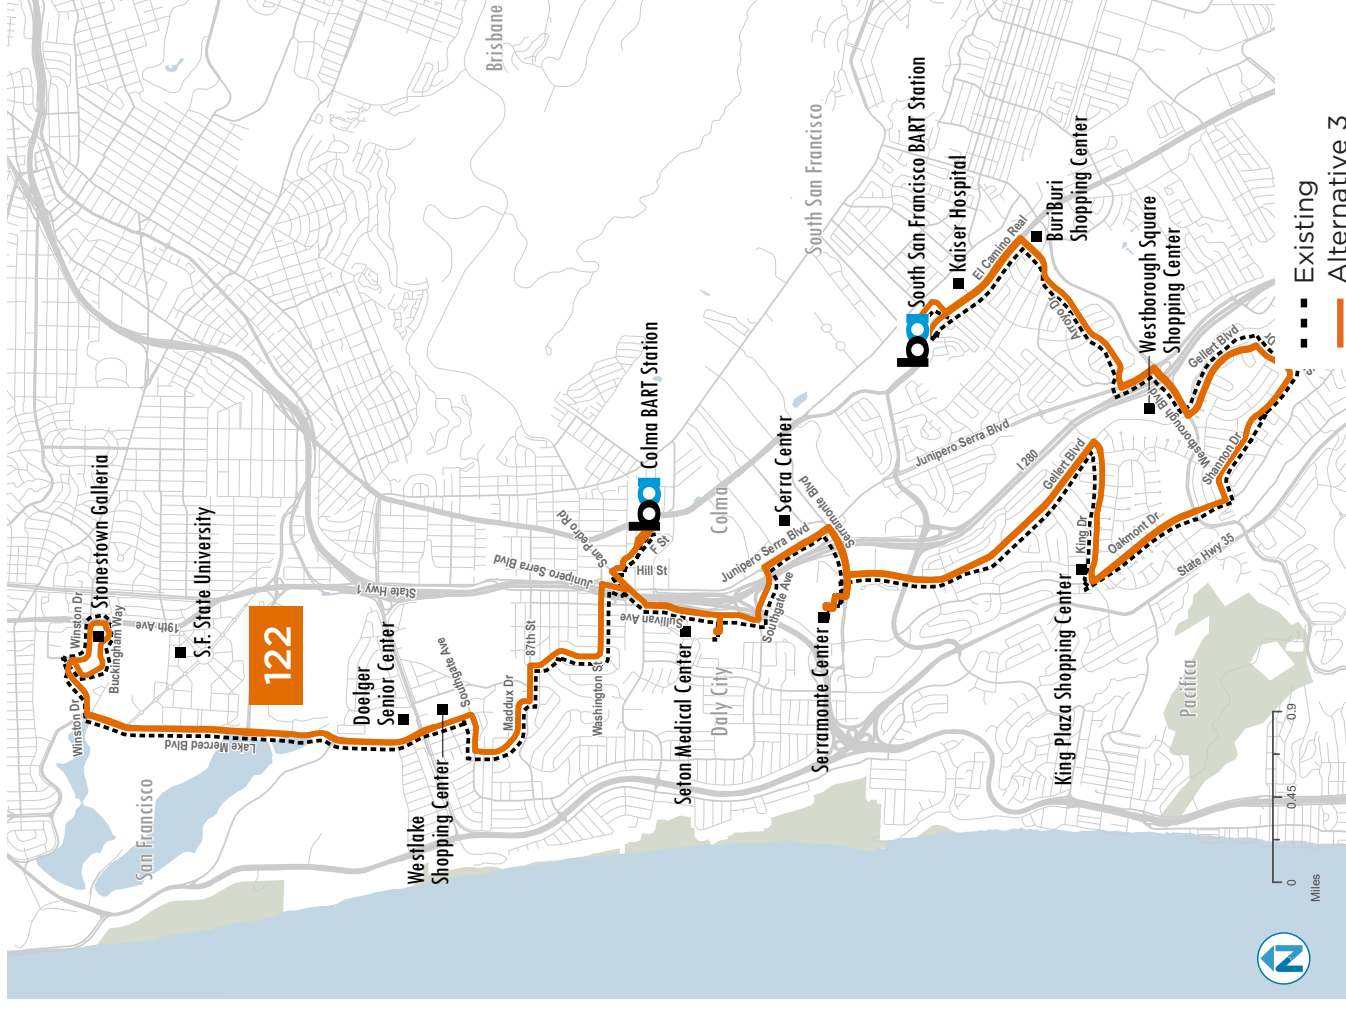 Brisbane
South San Francisco
South San Francisco BART Station
Kaiser Hospital
El Camino Real
BuriBuri
Shopping Center
Arroyo Dr
Westborough Square
Shopping Center
Westborough Blvd
Gellert Blvd
Shannon Dr
Existing
Alternative 3
Colma BART Station
Stonestown Galleria
Winston Dr
19th Ave
Buckingham Way
Winston Dr
S.F. State University
122
Lake Merced Blvd
San Francisco
Doelger
Senior Center
Westlake
Shopping Center
Southgate Ave
Maddux Dr
87th St
Washington St
State Hwy 1
Junipero Serra Blvd
San Pedro Rd
F St
Hill St
Sullivan Ave
Colma
Serra Center
Junipero Serra Blvd
Serramonte Blvd
Southgate Ave
Seton Medical Center
Daly City
Serramonte Center
Junipero Serra Blvd
I 280
Gellert Blvd
King Dr
Oakmont Dr
State Hwy 35
King Plaza Shopping Center
Pacifica
0
0.45
0.9
Miles
N